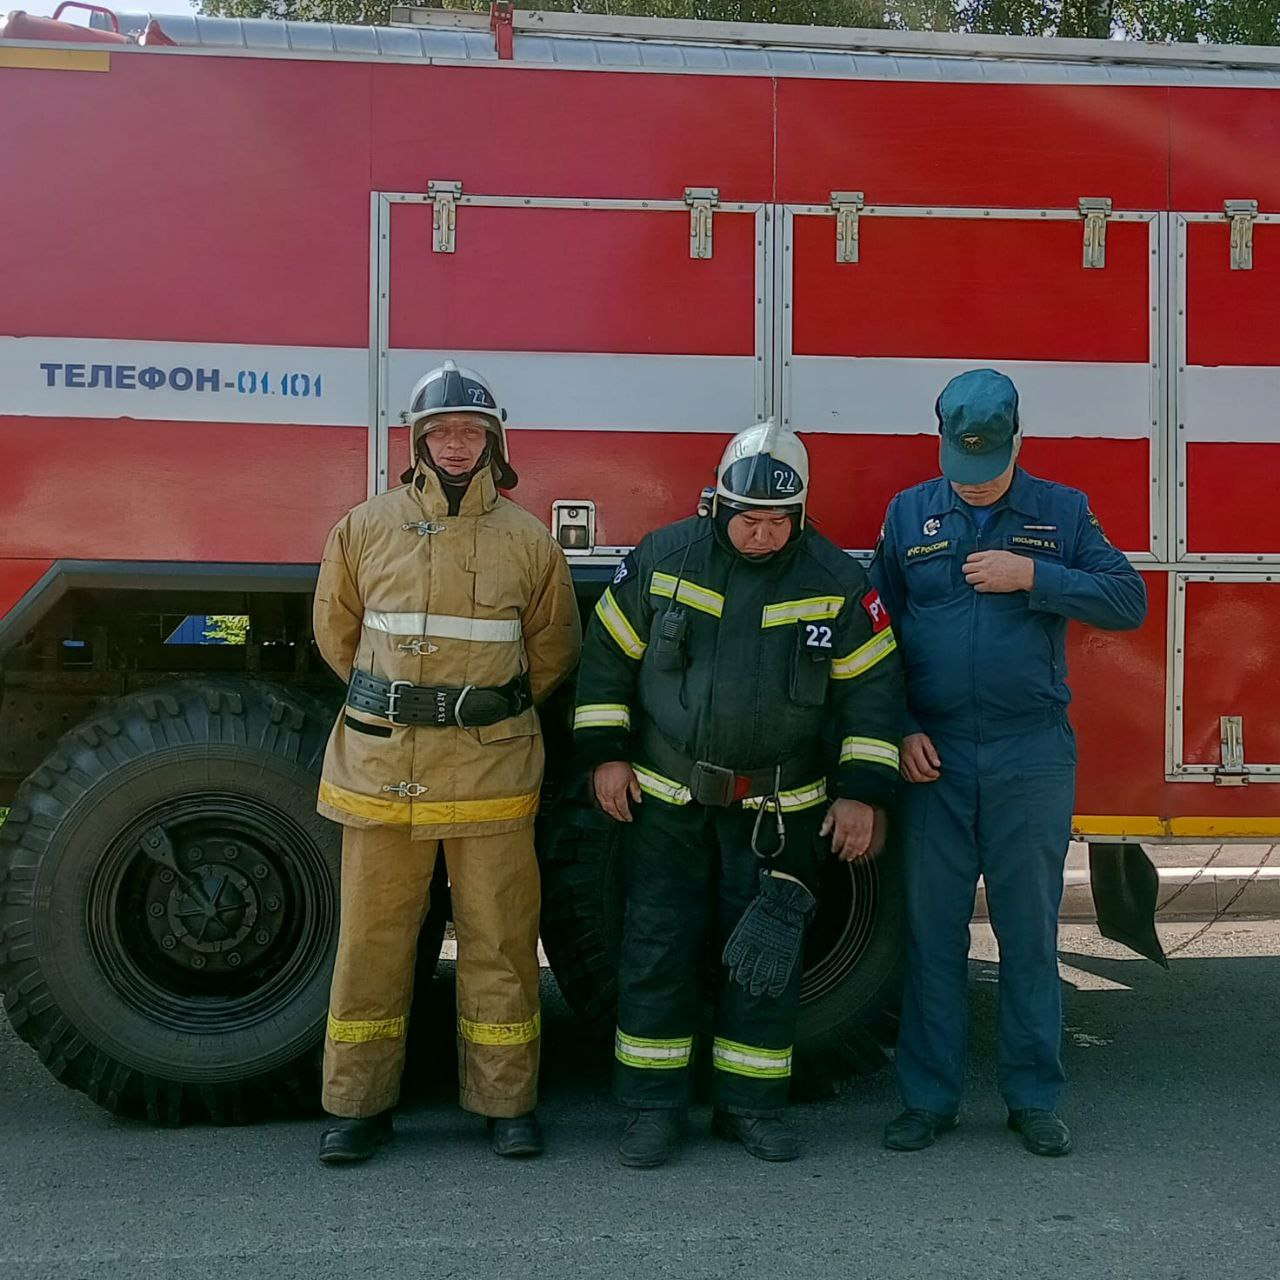 ТЕЛЕФОН-01.101
22
22
22
РТ
МЧС РОССИИ
НОСЫРЕВ В.В.